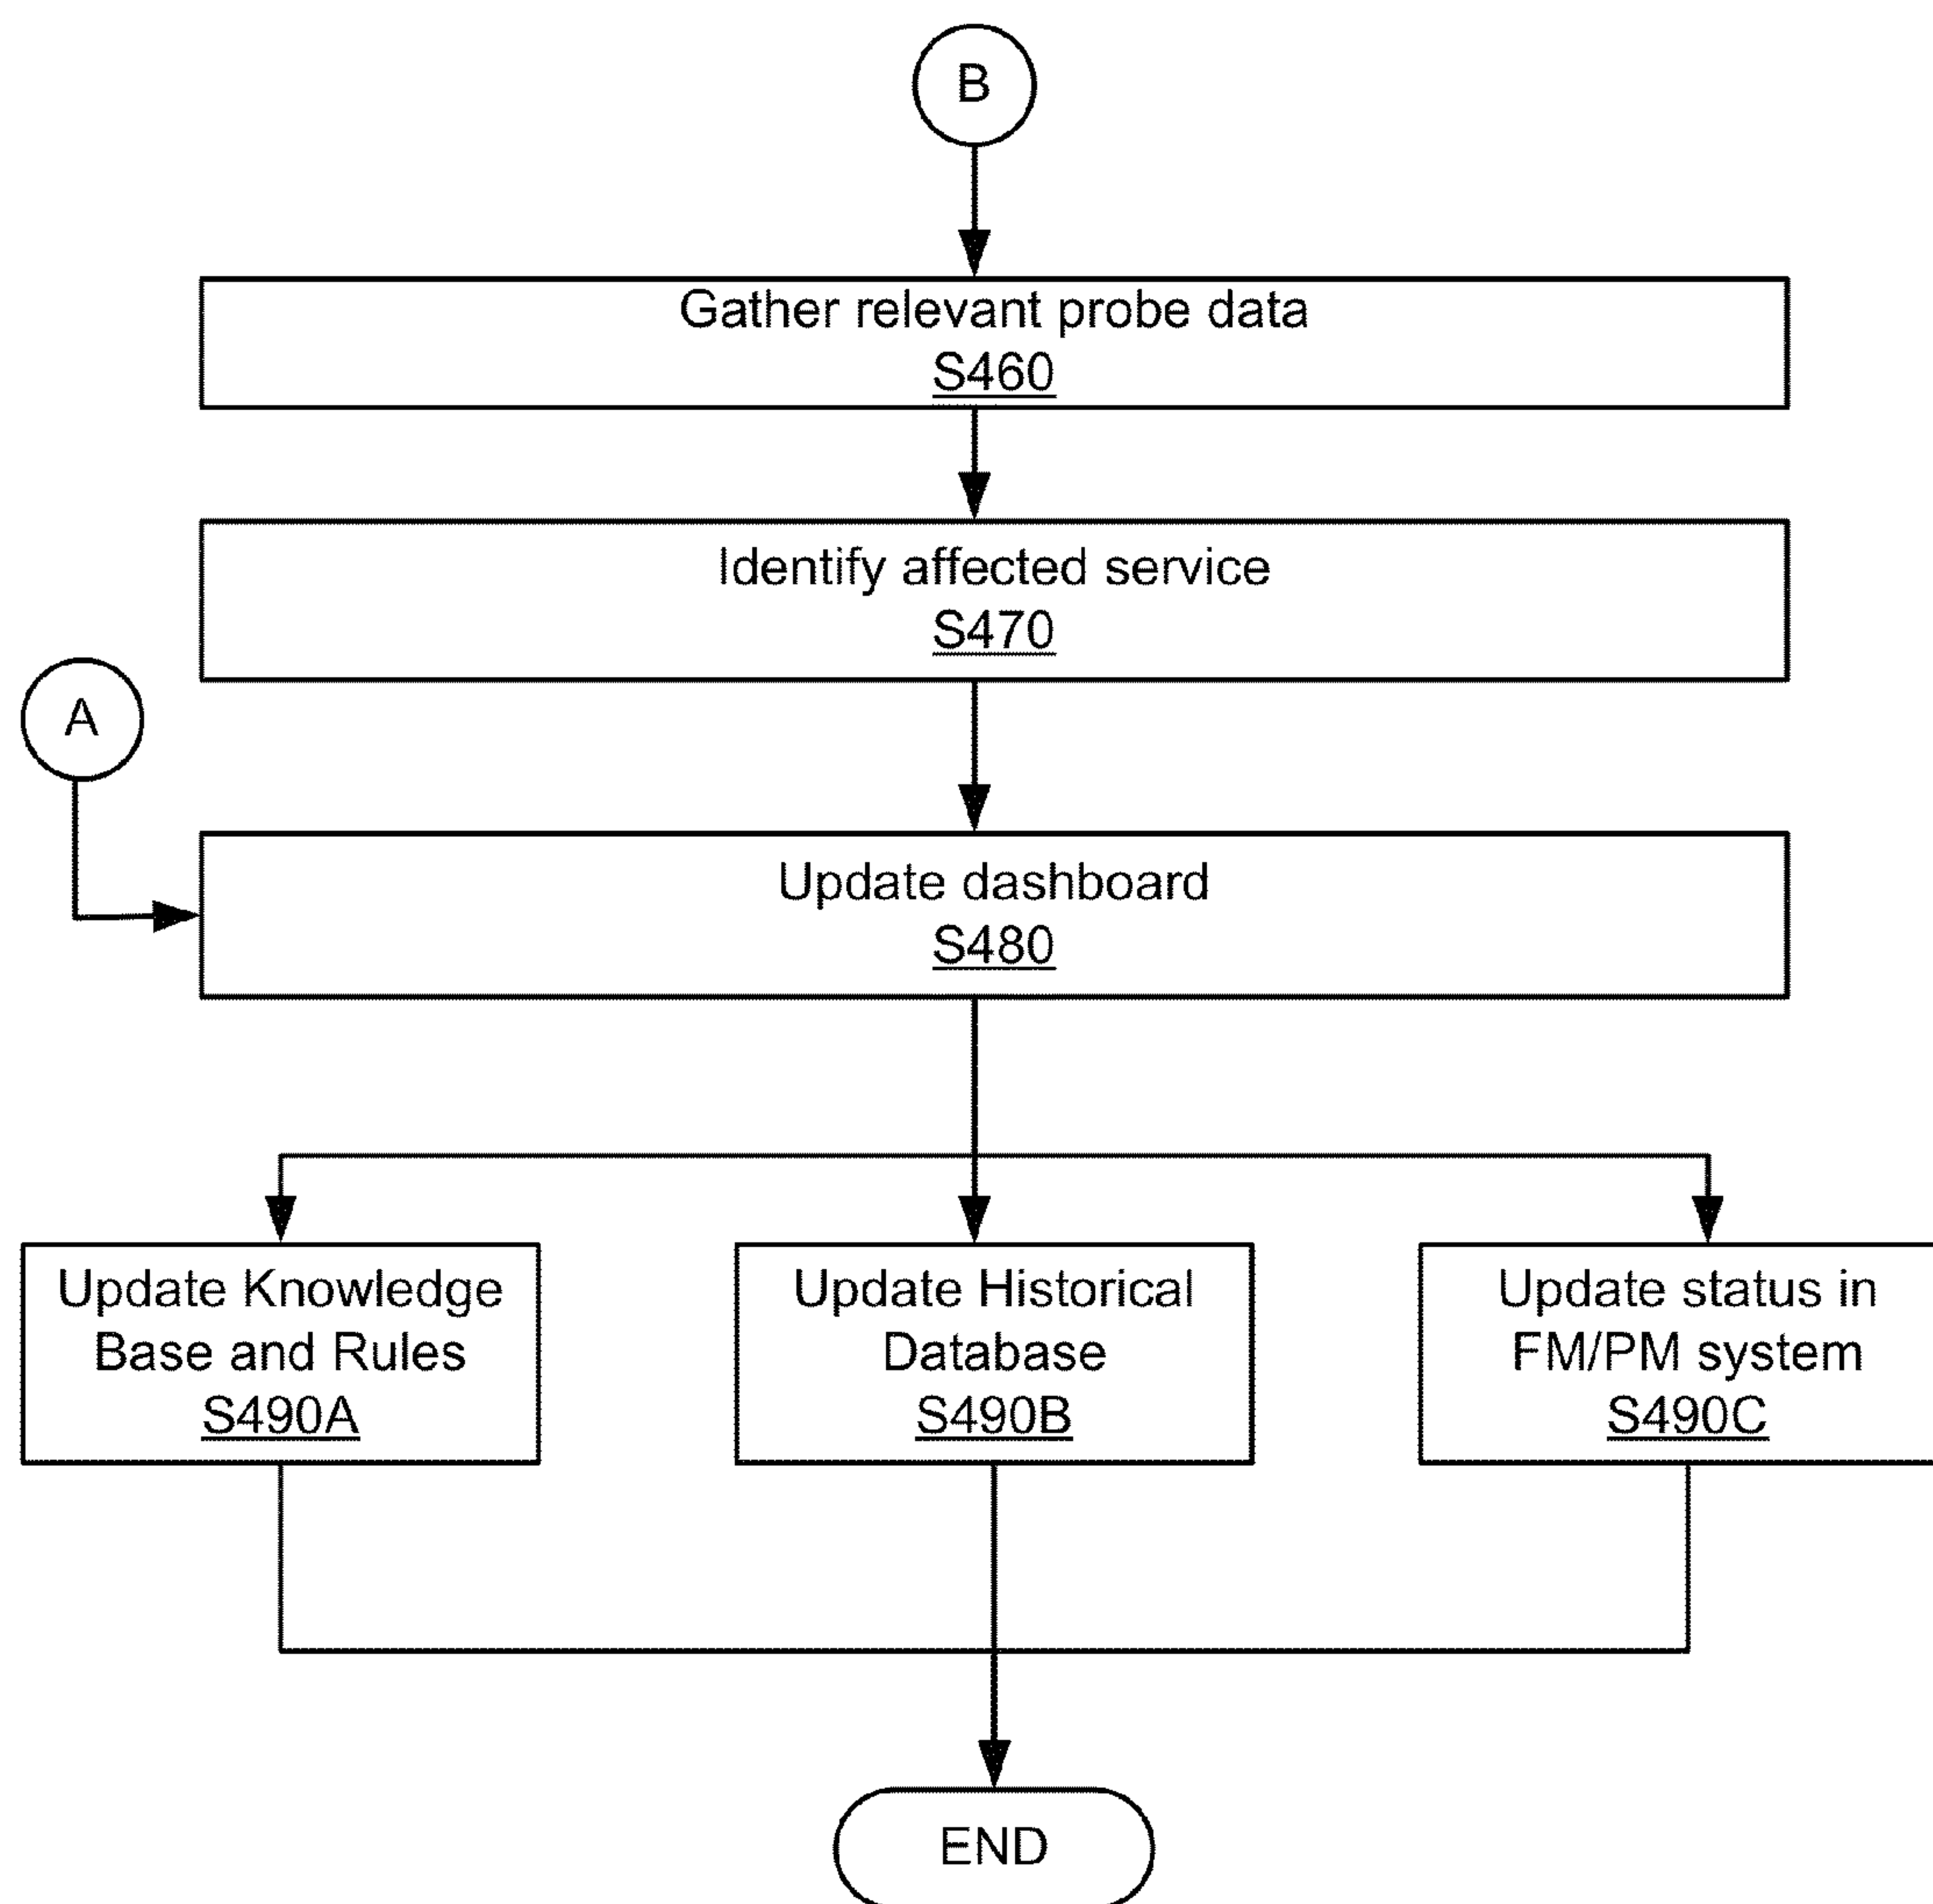 B
Gather relevant probe data
S460
Identify affected service
S470
A
Update dashboard
S480
Update Knowledge
Base and Rules
S490A
Update Historical
Database
S490B
Update status in
FM/PM system
S490C
END